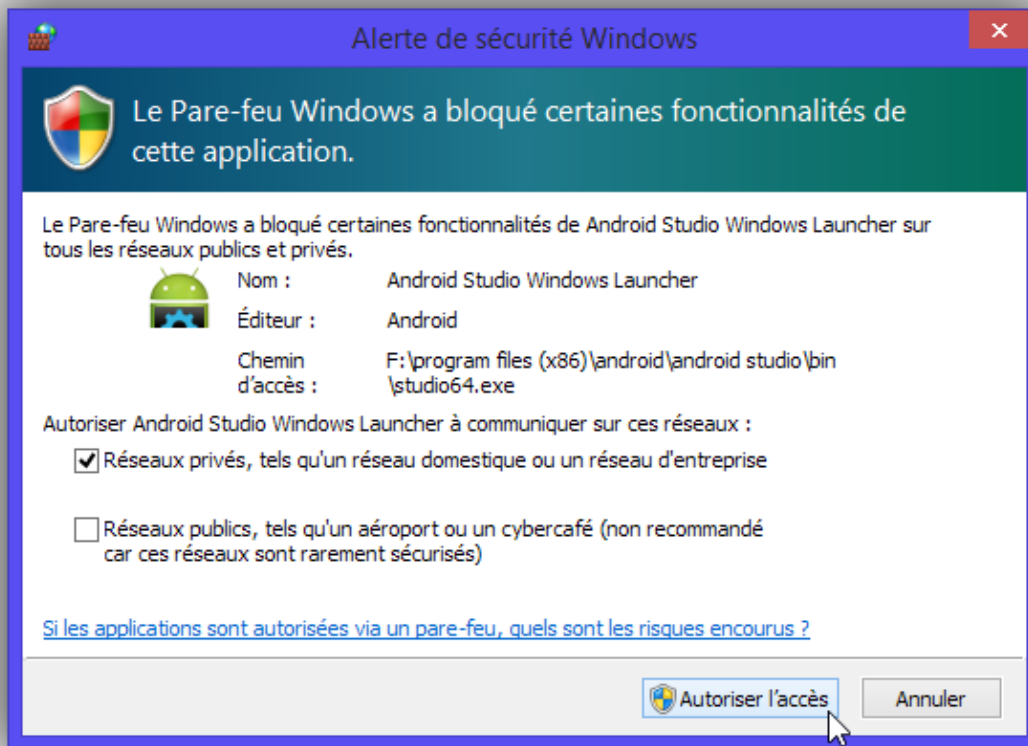 Alerte de sécurité Windows
Le Pare-feu Windows a bloqué certaines fonctionnalités de
cette application.
Le Pare-feu Windows a bloqué certaines fonctionnalités de Android Studio Windows Launcher sur
tous les réseaux publics et privés.
Nom : Android Studio Windows Launcher
Éditeur : Android
Chemin F:\program files (x86)\android\android studio\bin
d’accès : \studio64.exe
Autoriser Android Studio Windows Launcher à communiquer sur ces réseaux :
Réseaux privés, tels qu'un réseau domestique ou un réseau d'entreprise
Réseaux publics, tels qu'un aéroport ou un cybercafé (non recommandé
car ces réseaux sont rarement sécurisés)
Si les applications sont autorisées via un pare-feu, quels sont les risques encourus ?
Autoriser l’accès Annuler